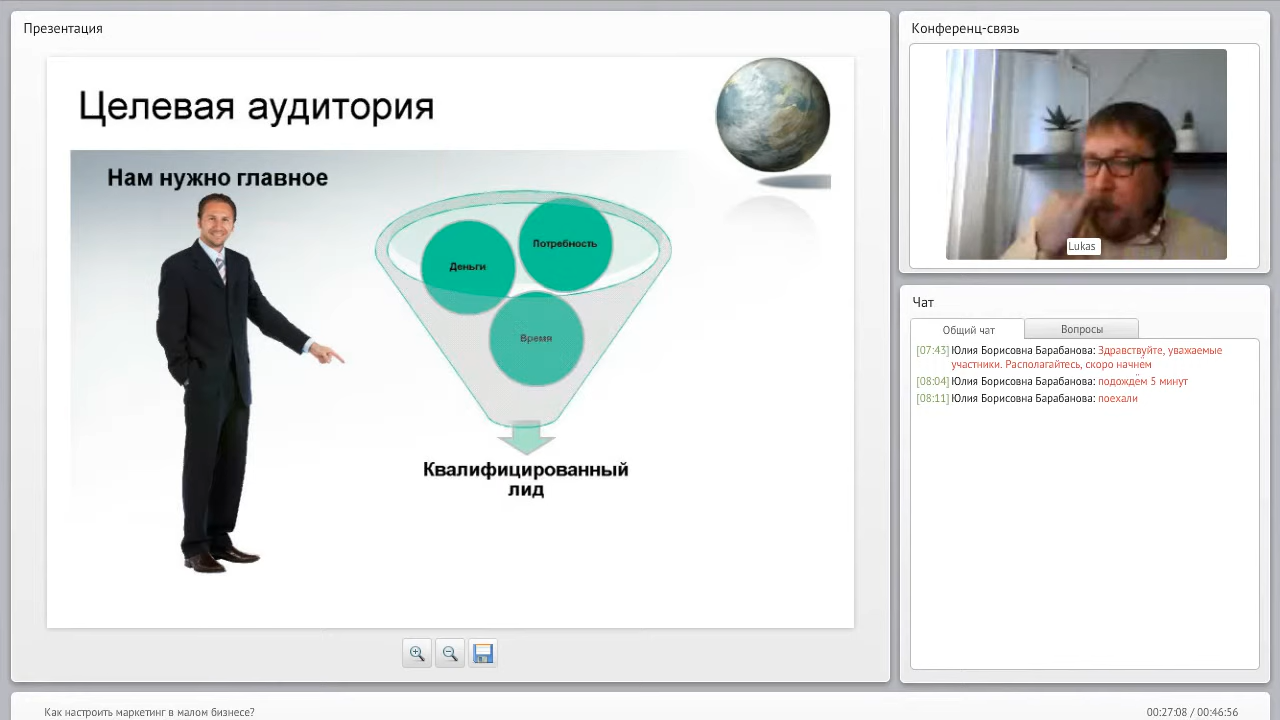 Презентация
Целевая аудитория
Нам нужно главное
Деньги
Потребность
Время
Квалифицированный
лид
Конференц-связь
Lukas
Чат
Общий чат
Вопросы
[07:43] Юлия Борисовна Барабанова: Здравствуйте, уважаемые
участники. Располагайтесь, скоро начнём
[08:04] Юлия Борисовна Барабанова: подождём 5 минут
[08:11] Юлия Борисовна Барабанова: поехали
Как настроить маркетинг в малом бизнесе?
00:27:08 / 00:46:56